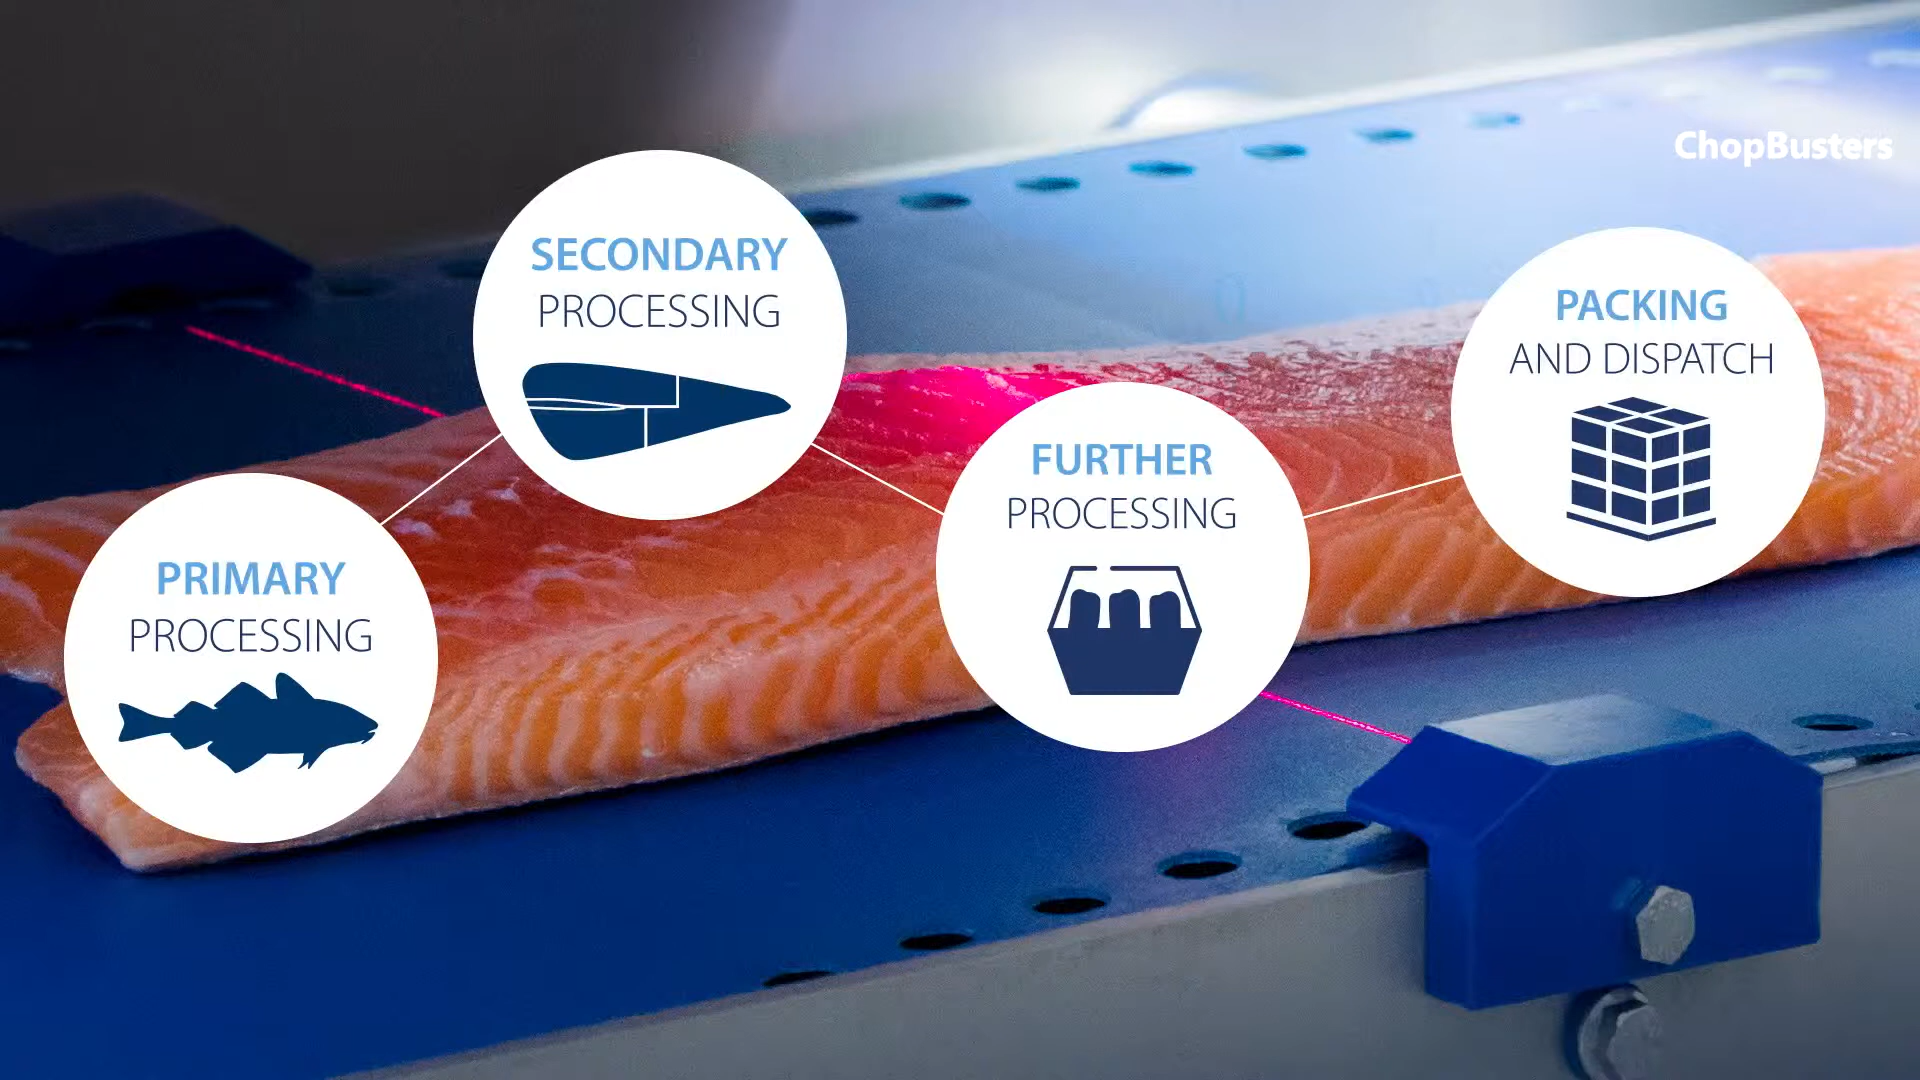 ChopBusters
SECONDARY
PROCESSING
PACKING
AND DISPATCH
FURTHER
PROCESSING
PRIMARY
PROCESSING